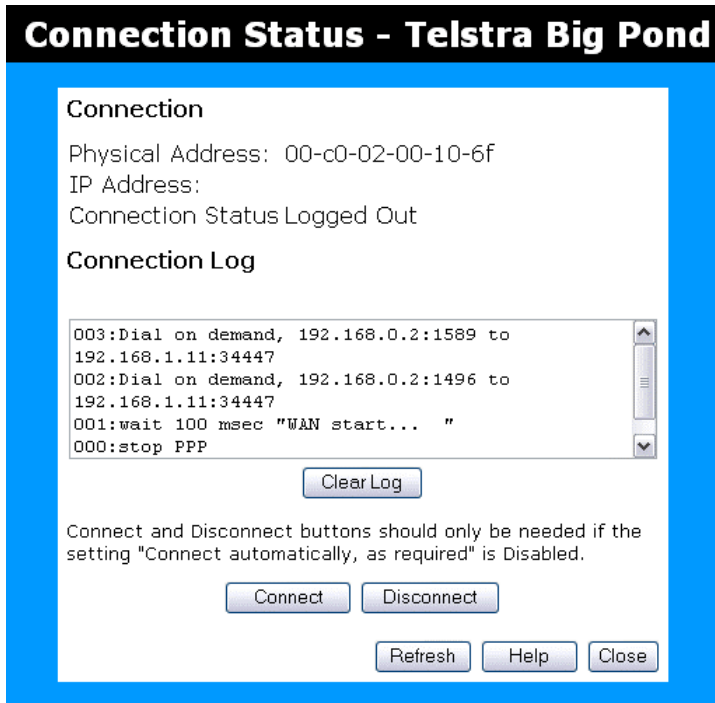 Connection Status - Telstra Big Pond
Connection
Physical Address: 00-c0-02-00-10-6f
IP Address:
Connection Status Logged Out
Connection Log
003:Dial on demand, 192.168.0.2:1589 to
192.168.1.11:34447
002:Dial on demand, 192.168.0.2:1496 to
192.168.1.11:34447
001:wait 100 msec "WAN start...  "
000:stop PPP
Clear Log
Connect and Disconnect buttons should only be needed if the
setting "Connect automatically, as required" is Disabled.
Connect Disconnect
Refresh Help Close